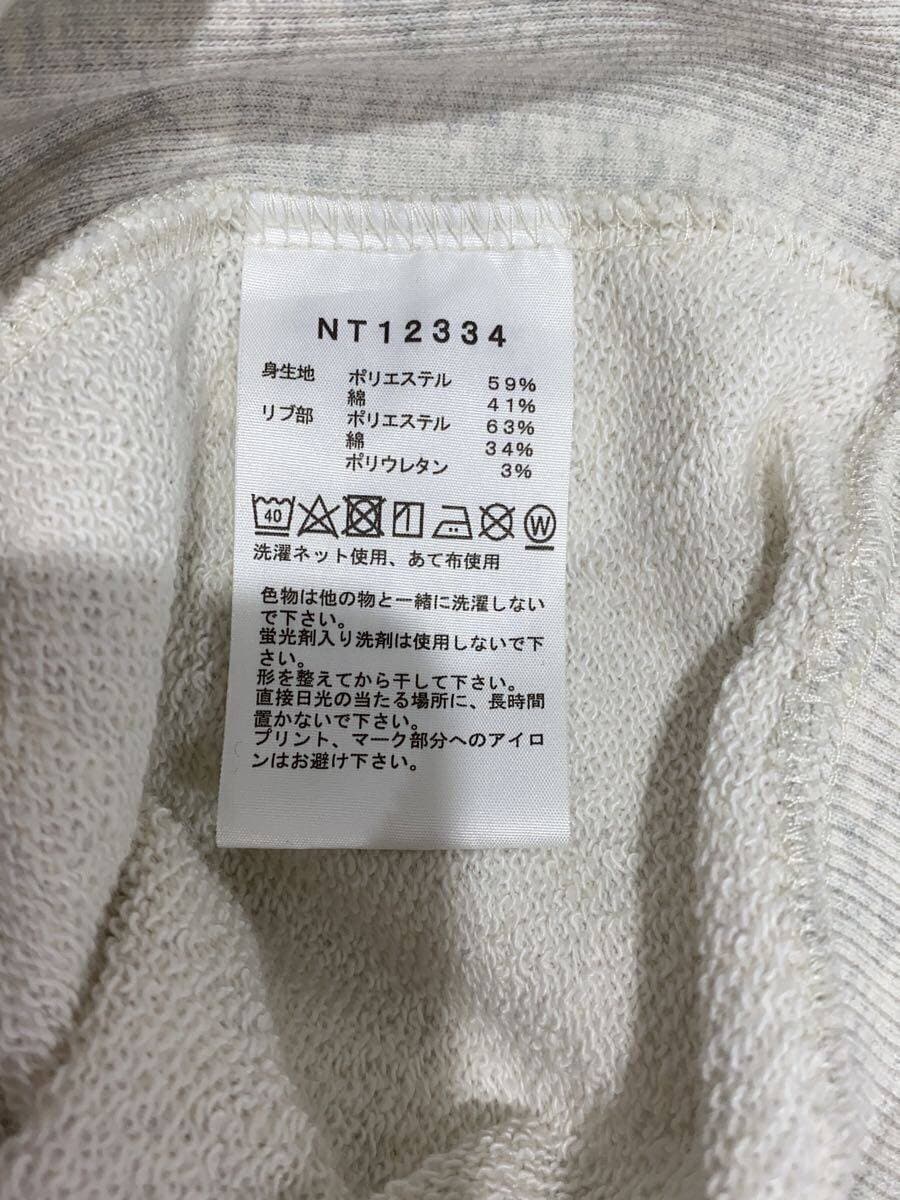 NT12334
身生地 ポリエステル 59%
綿 41%
リブ部 ポリエステル 63%
綿 34%
ポリウレタン 3%
40 W
洗濯ネット使用、あて布使用
色物は他の物と一緒に洗濯しない
で下さい。
蛍光剤入り洗剤は使用しないで下
さい。
形を整えてから干して下さい。
直接日光の当たる場所に、長時間
置かないで下さい。
プリント、マーク部分へのアイロ
ンはお避け下さい。